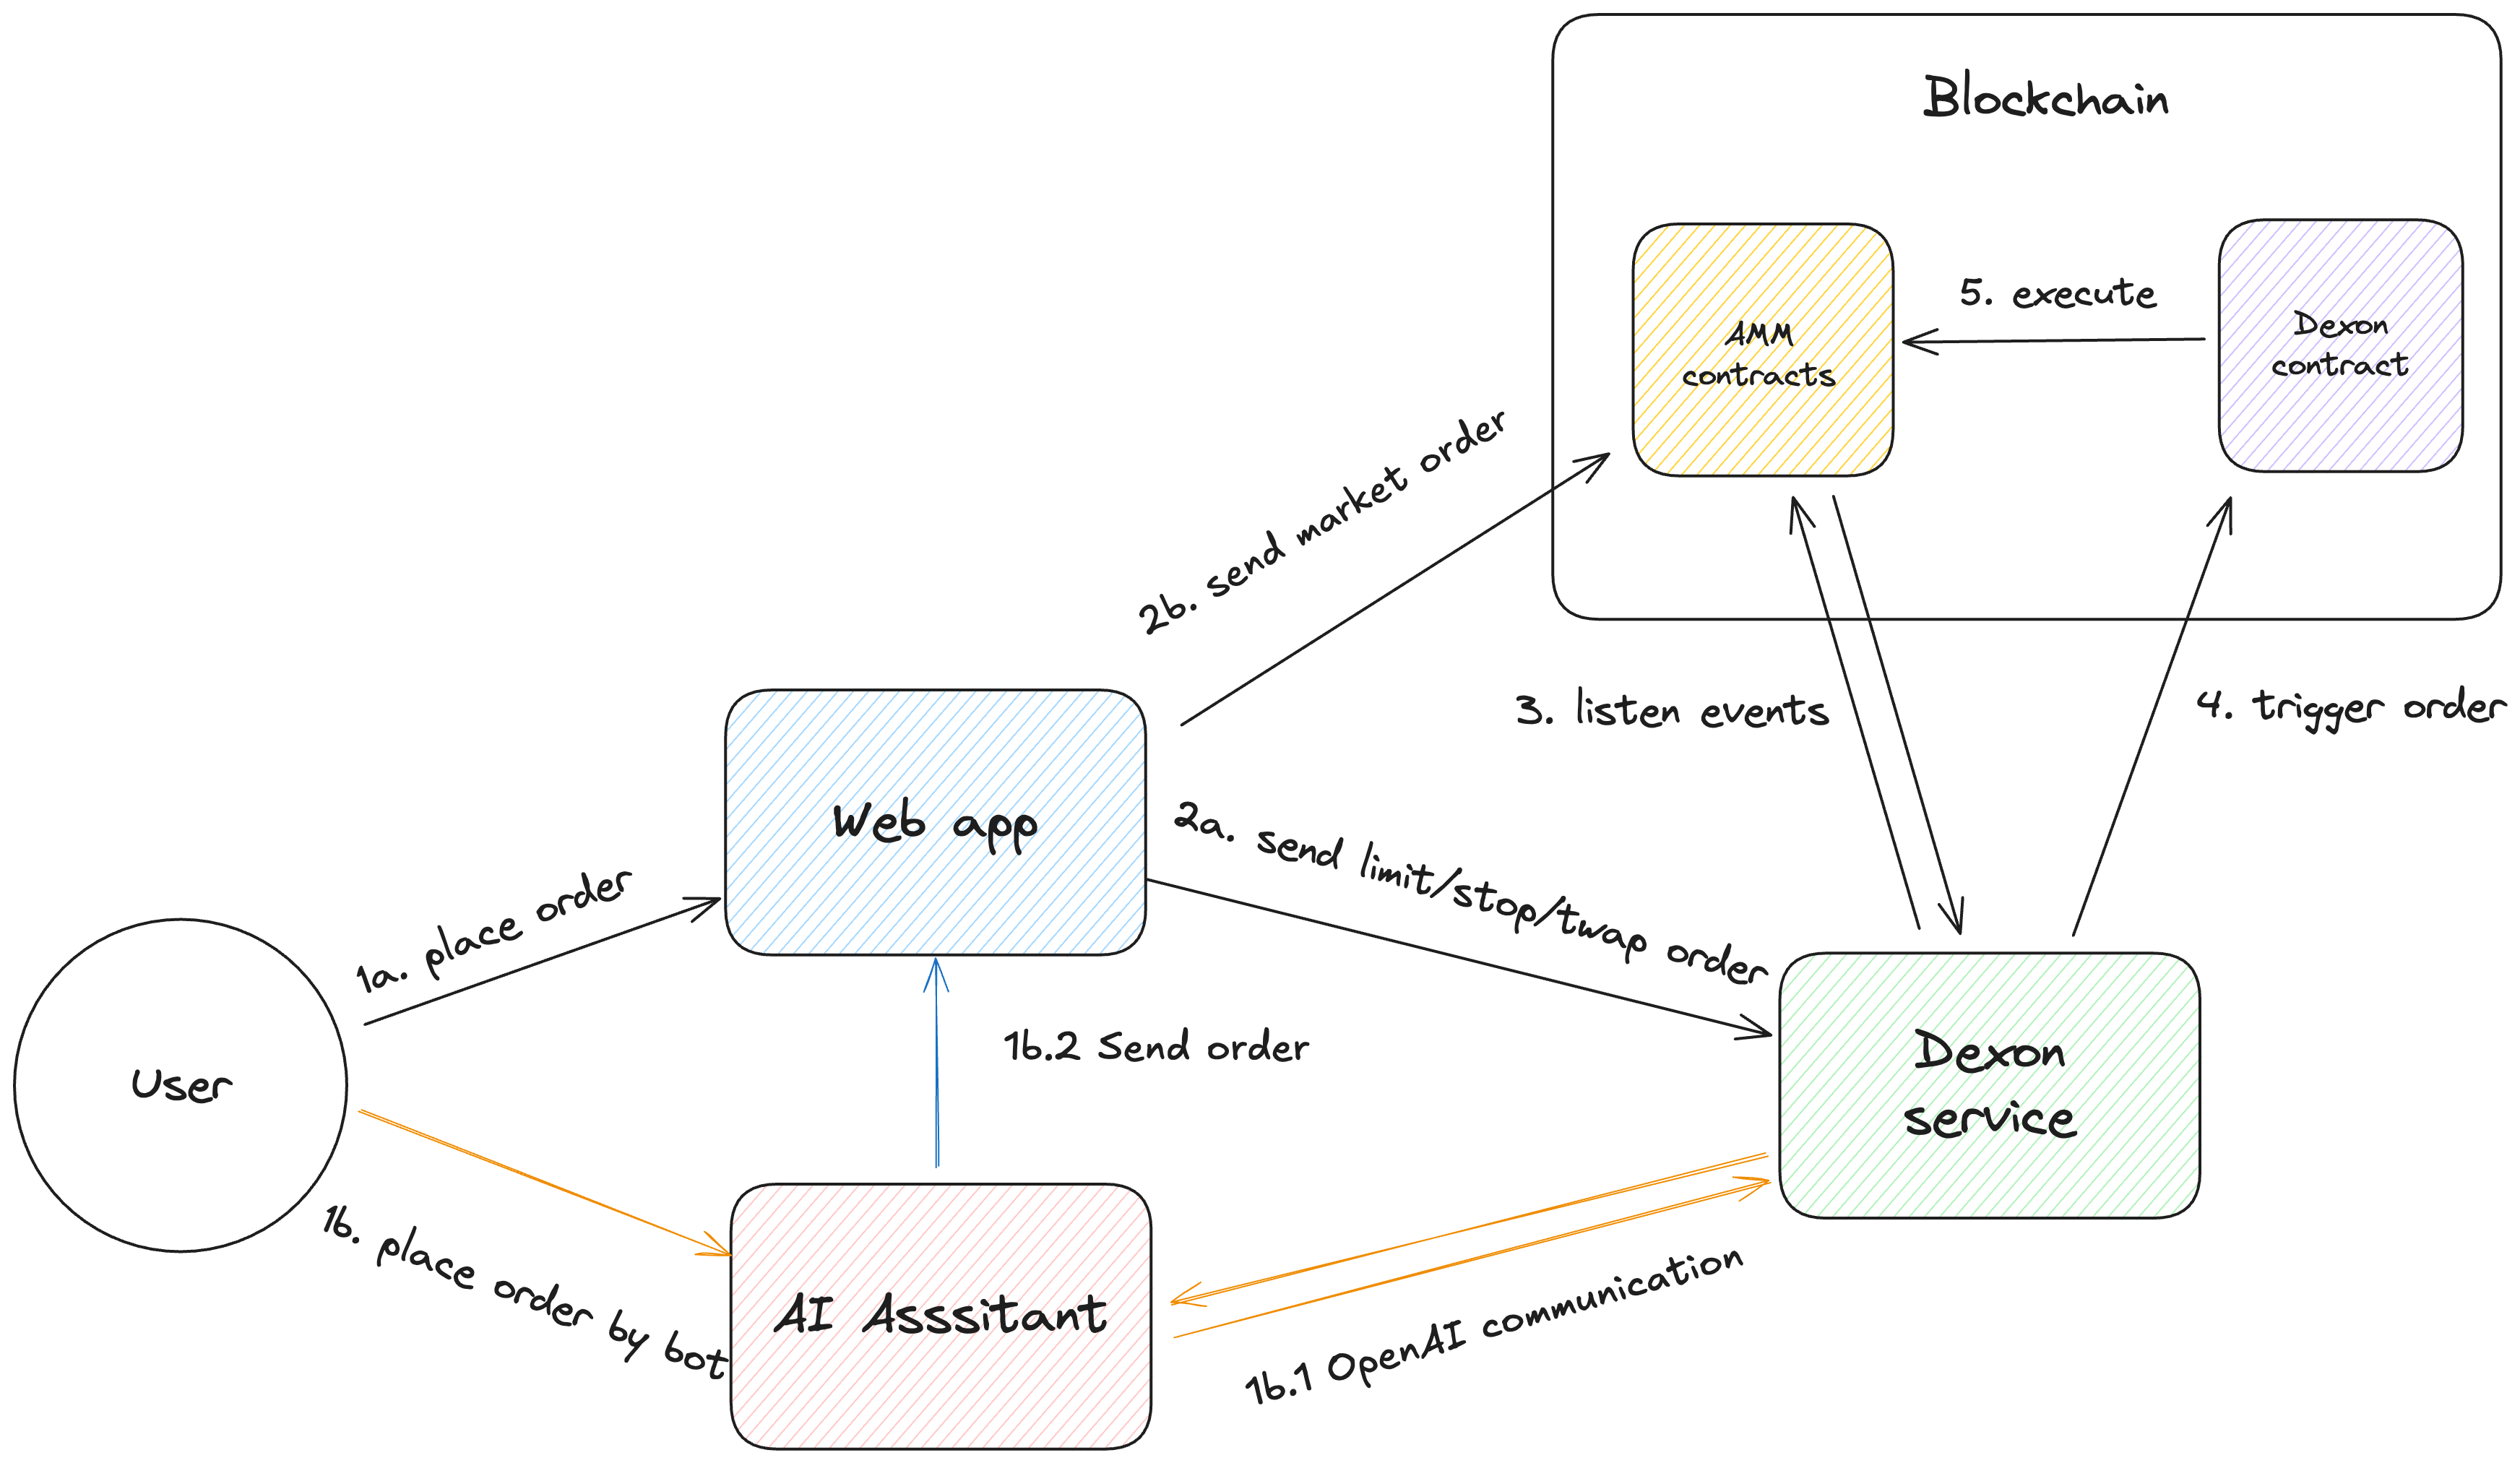 Blockchain
AMM
contracts
5. execute
Dexon
contract
2b. send market order
3. listen events
4. trigger order
Web app
2a. send limit/stop/twap order
1a. place order
User
1b.2 Send order
Dexon
service
1b. place order by bot
AI Asssitant
1b.1 OpenAI communication